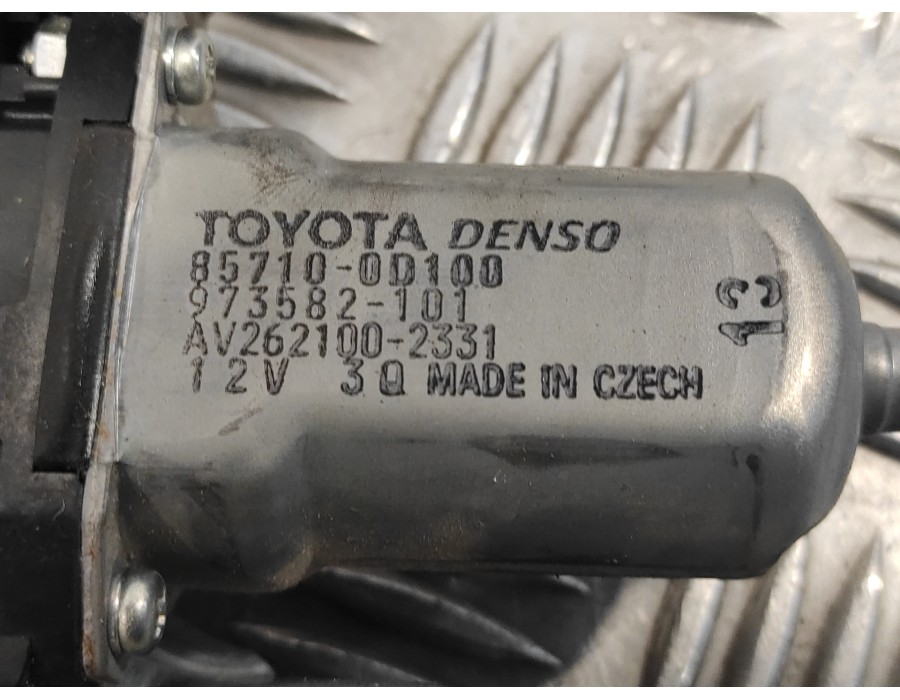 TOYOTA DENSO
85710-0D100
973582-101
AV262100-2331
12V 3Q MADE IN CZECH
13